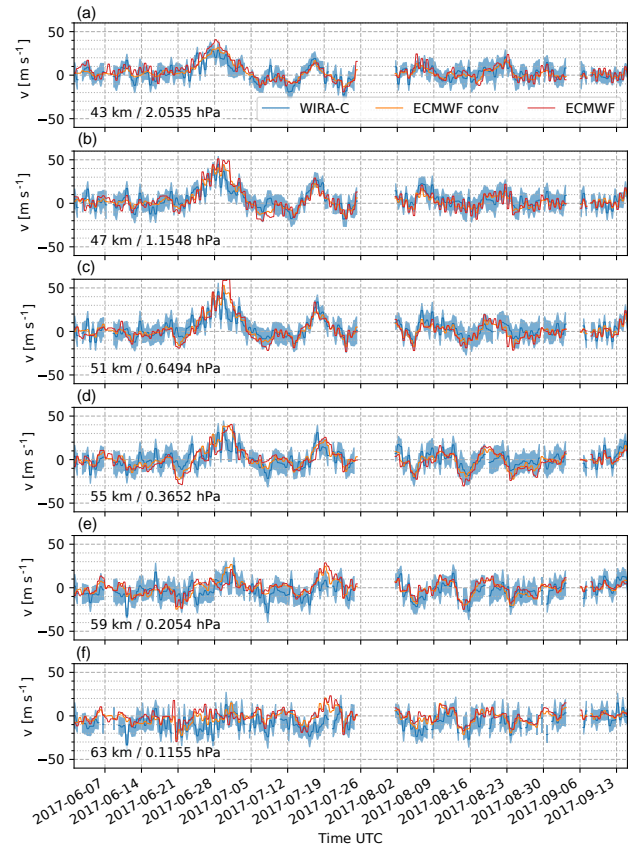 (a)
50
0
−50
v [m s⁻¹]
43 km / 2.0535 hPa
WIRA-C ECMWF conv ECMWF
(b)
50
0
−50
v [m s⁻¹]
47 km / 1.1548 hPa
(c)
50
0
−50
v [m s⁻¹]
51 km / 0.6494 hPa
(d)
50
0
−50
v [m s⁻¹]
55 km / 0.3652 hPa
(e)
50
0
−50
v [m s⁻¹]
59 km / 0.2054 hPa
(f)
50
0
−50
v [m s⁻¹]
63 km / 0.1155 hPa
2017-06-07 2017-06-14 2017-06-21 2017-06-28 2017-07-05 2017-07-12 2017-07-19 2017-07-26 2017-08-02 2017-08-09 2017-08-16 2017-08-23 2017-08-30 2017-09-06 2017-09-13
Time UTC